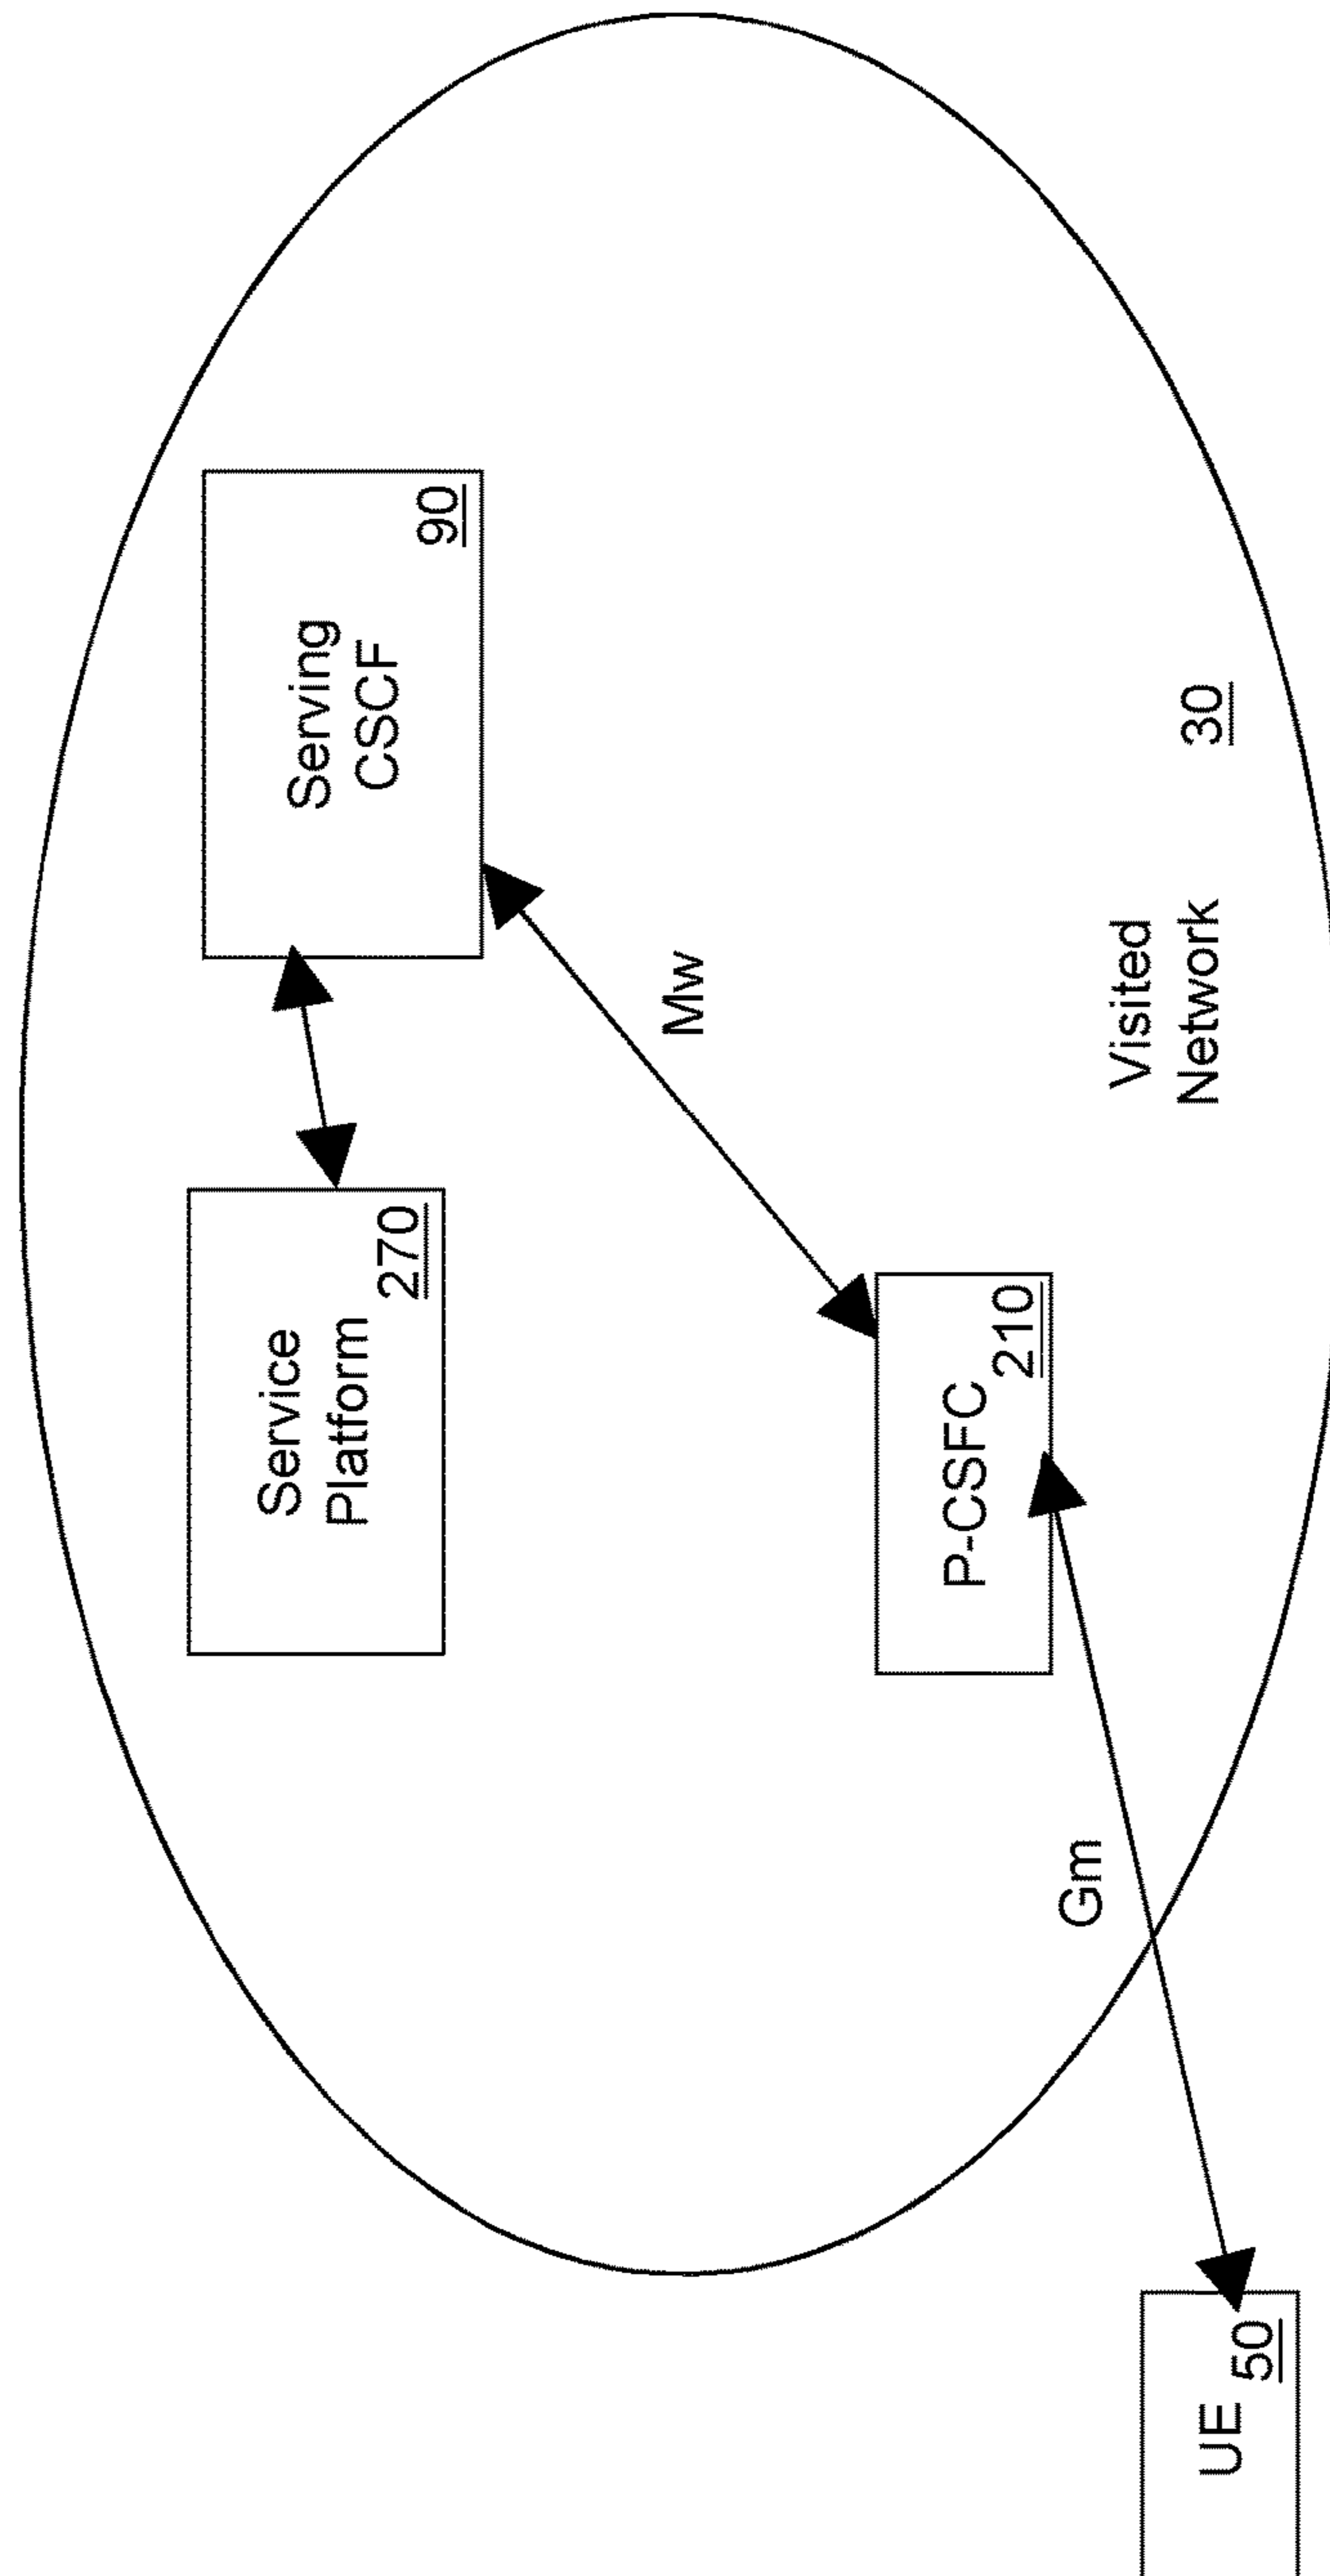 Service
Platform
270
Serving
CSCF
90
Mw
P-CSFC
210
Gm
UE
50
Visited
Network
30